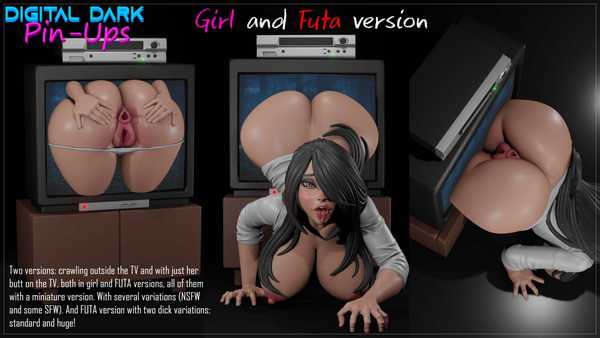 DIGITAL DARK
Pin-Ups
Girl and Futa version
Two versions: crawling outside the TV and with just her
butt on the TV, both in girl and FUTA versions, all of them
with a miniature version. With several variations (NSFW
and some SFW). And FUTA version with two dick variations:
standard and huge!